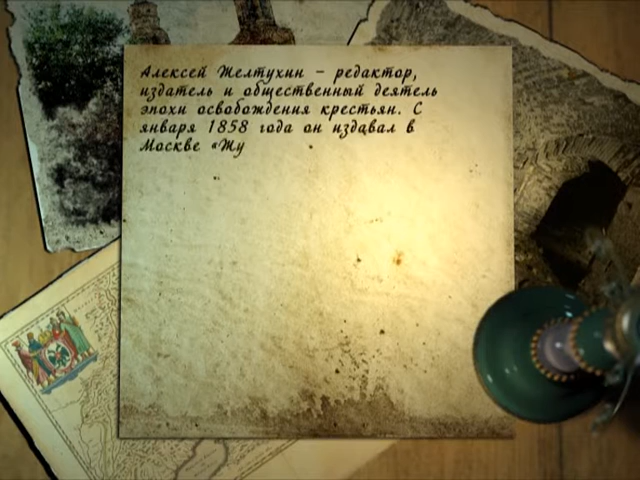 Алексей Желтухин – редактор,
издатель и общественный деятель
эпохи освобождения крестьян. С
января 1858 года он издавал в
Москве «Жу